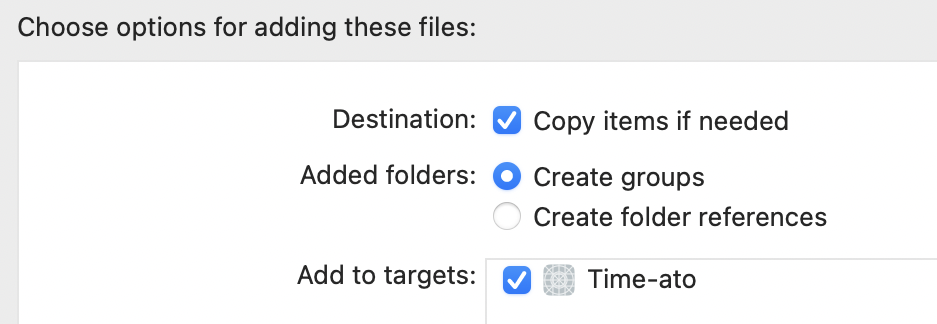 Choose options for adding these files:
Destination: Copy items if needed
Added folders: Create groups
Create folder references
Add to targets: Time-ato